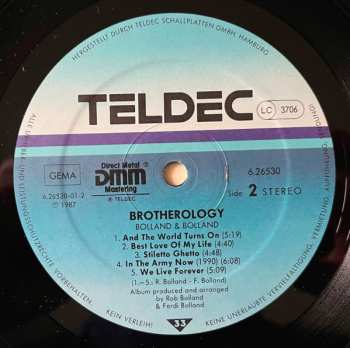 HERGESTELLT DURCH TELDEC SCHALLPLATTEN GMBH, HAMBURG
TELDEC
LC 3706
GEMA
6.26530-01-2
Ⓟ 1987
Direct Metal
DMM
Mastering
® TELDEC
6.26530
Side 2 STEREO
BROTHEROLOGY
BOLLAND & BOLLAND
1. And The World Turns On (5:19)
2. Best Love Of My Life (4:40)
3. Stiletto Ghetto (4:48)
4. In The Army Now (1990) (6:08)
5. We Live Forever (5:09)
(1.–5.: R. Bolland - F. Bolland)
Album produced and arranged
by Rob Bolland
& Ferdi Bolland
33
KEIN VERLEIH! KEINE UNERLAUBTE VERVIELFÄLTIGUNG, VERMIETUNG,